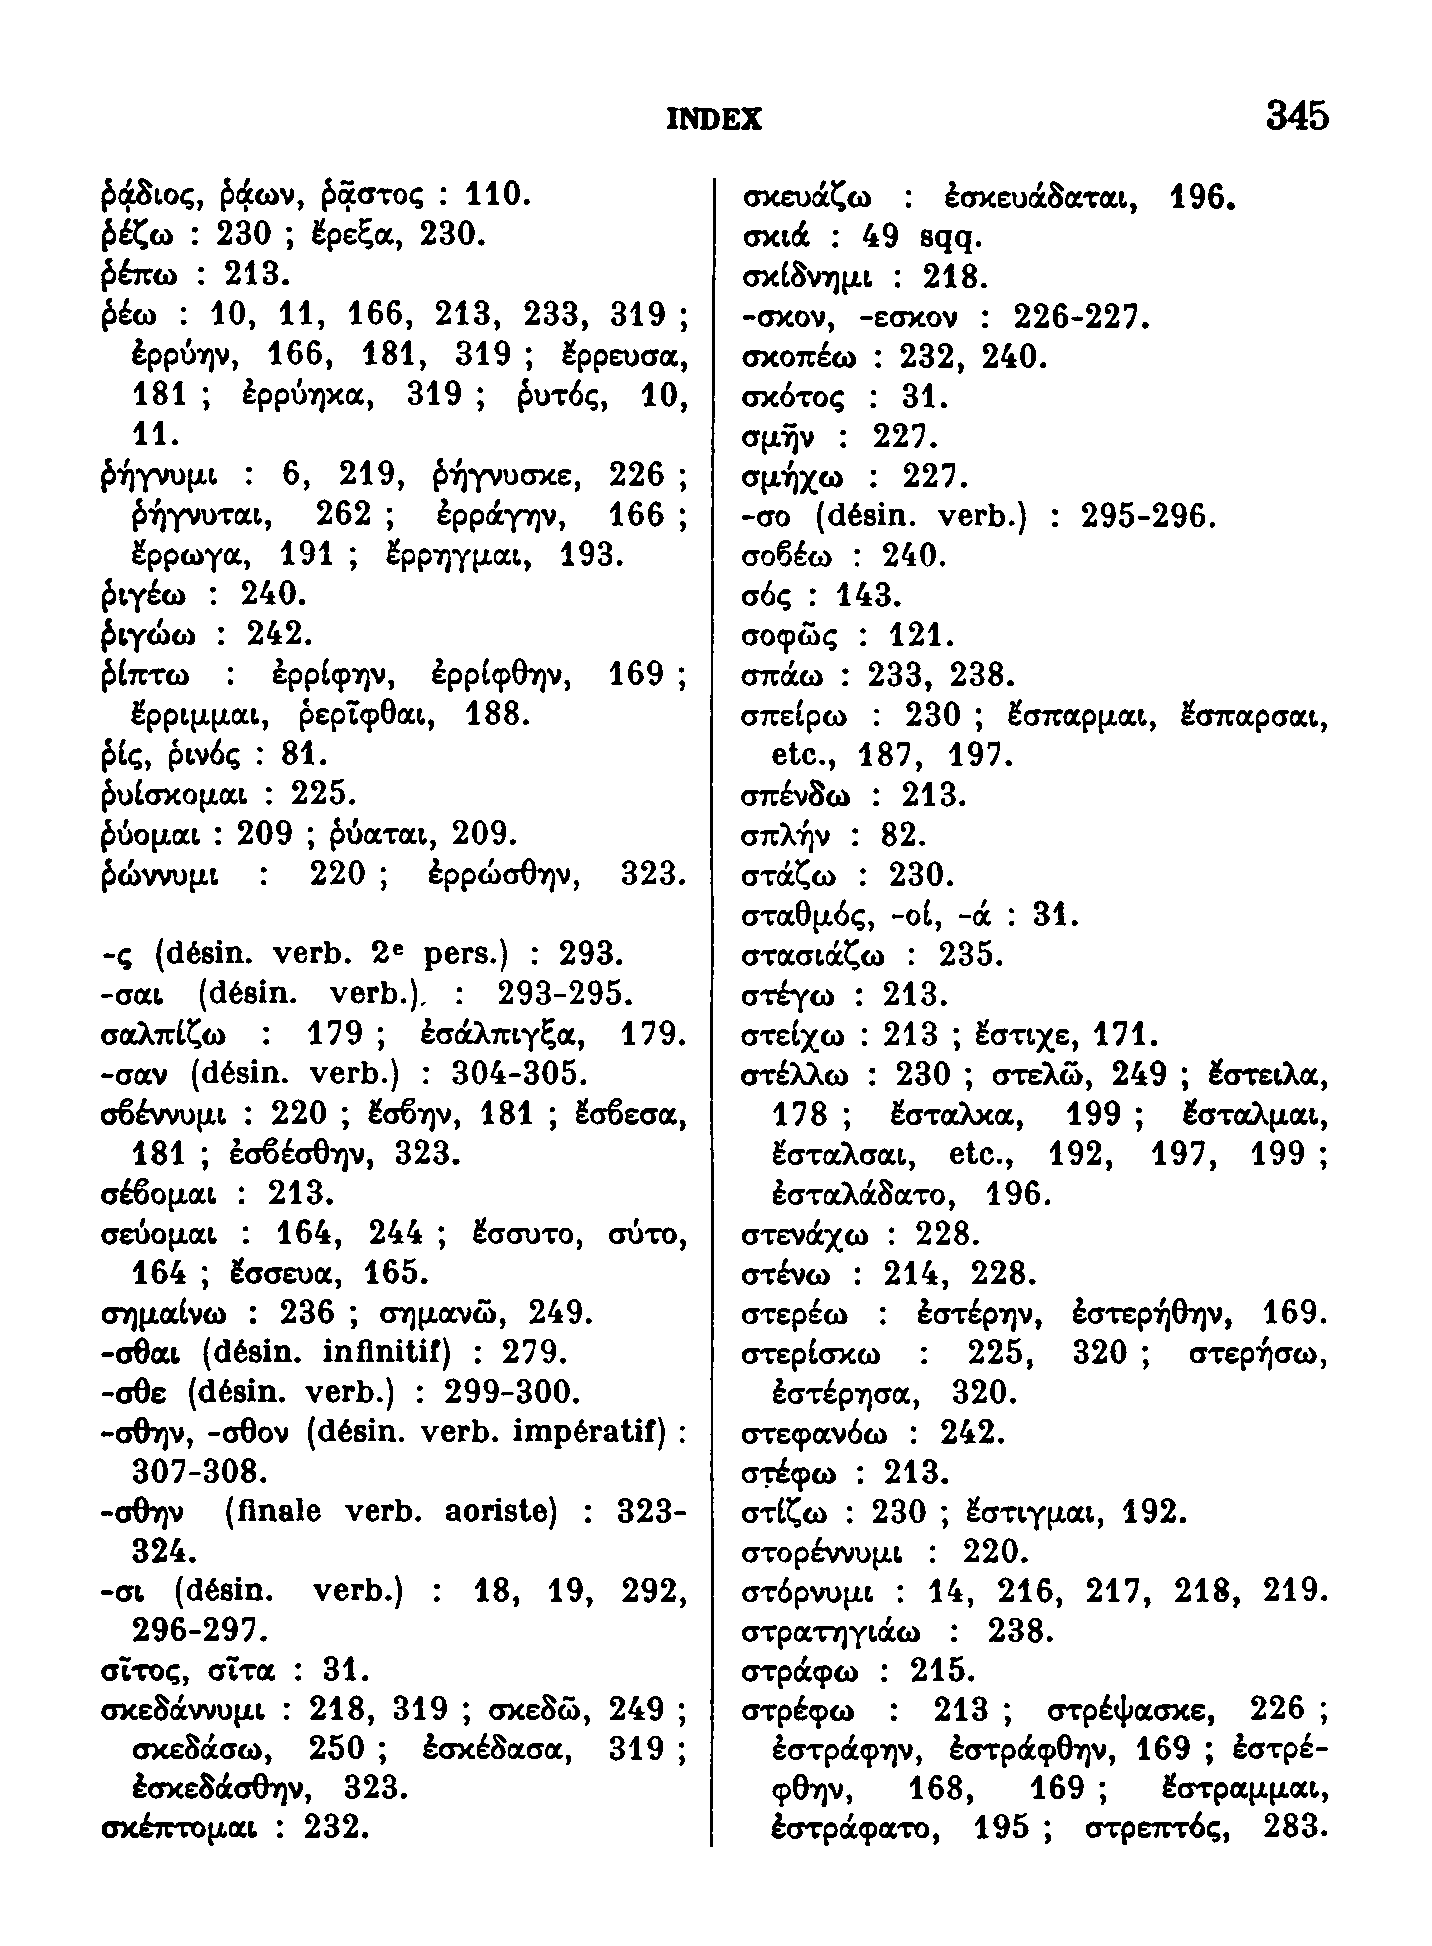 INDEX 345
ῥᾴδιος, ῥᾴων, ῥᾷστος : 110.
ῥέζω : 230 ; ἔρεξα, 230.
ῥέπω : 213.
ῥέω : 10, 11, 166, 213, 233, 319 ;
ἐρρύην, 166, 181, 319 ; ἔρρευσα,
181 ; ἐρρύηκα, 319 ; ῥυτός, 10,
11.
ῥήγνυμι : 6, 219, ῥήγνυσκε, 226 ;
ῥήγνυται, 262 ; ἐρράγην, 166 ;
ἔρρωγα, 191 ; ἔρρηγμαι, 193.
ῥιγέω : 240.
ῥιγώω : 242.
ῥίπτω : ἐρρίφην, ἐρρίφθην, 169 ;
ἔρριμμαι, ῥερῖφθαι, 188.
ῥίς, ῥινός : 81.
ῥυίσκομαι : 225.
ῥύομαι : 209 ; ῥύαται, 209.
ῥώννυμι : 220 ; ἐρρώσθην, 323.
-ς (désin. verb. 2e pers.) : 293.
-σαι (désin. verb.). : 293-295.
σαλπίζω : 179 ; ἐσάλπιγξα, 179.
-σαν (désin. verb.) : 304-305.
σϐέννυμι : 220 ; ἔσϐην, 181 ; ἔσϐεσα,
181 ; ἐσϐέσθην, 323.
σέϐομαι : 213.
σεύομαι : 164, 244 ; ἔσσυτο, σύτο,
164 ; ἔσσευα, 165.
σημαίνω : 236 ; σημανῶ, 249.
-σθαι (désin. infinitif) : 279.
-σθε (désin. verb.) : 299-300.
-σθην, -σθον (désin. verb. impératif) :
307-308.
-σθην (finale verb. aoriste) : 323-
324.
-σι (désin. verb.) : 18, 19, 292,
296-297.
σῖτος, σῖτα : 31.
σκεδάννυμι : 218, 319 ; σκεδῶ, 249 ;
σκεδάσω, 250 ; ἐσκέδασα, 319 ;
ἐσκεδάσθην, 323.
σκέπτομαι : 232.
σκευάζω : ἐσκευάδαται, 196.
σκιά : 49 sqq.
σκίδνημι : 218.
-σκον, -εσκον : 226-227.
σκοπέω : 232, 240.
σκότος : 31.
σμῆν : 227.
σμήχω : 227.
-σο (désin. verb.) : 295-296.
σοϐέω : 240.
σός : 143.
σοφῶς : 121.
σπάω : 233, 238.
σπείρω : 230 ; ἔσπαρμαι, ἔσπαρσαι,
etc., 187, 197.
σπένδω : 213.
σπλήν : 82.
στάζω : 230.
σταθμός, -οί, -ά : 31.
στασιάζω : 235.
στέγω : 213.
στείχω : 213 ; ἔστιχε, 171.
στέλλω : 230 ; στελῶ, 249 ; ἔστειλα,
178 ; ἔσταλκα, 199 ; ἔσταλμαι,
ἔσταλσαι, etc., 192, 197, 199 ;
ἐσταλάδατο, 196.
στενάχω : 228.
στένω : 214, 228.
στερέω : ἐστέρην, ἐστερήθην, 169.
στερίσκω : 225, 320 ; στερήσω,
ἐστέρησα, 320.
στεφανόω : 242.
στέφω : 213.
στίζω : 230 ; ἔστιγμαι, 192.
στορέννυμι : 220.
στόρνυμι : 14, 216, 217, 218, 219.
στρατηγιάω : 238.
στράφω : 215.
στρέφω : 213 ; στρέψασκε, 226 ;
ἐστράφην, ἐστράφθην, 169 ; ἐστρέ-
φθην, 168, 169 ; ἔστραμμαι,
ἐστράφατο, 195 ; στρεπτός, 283.